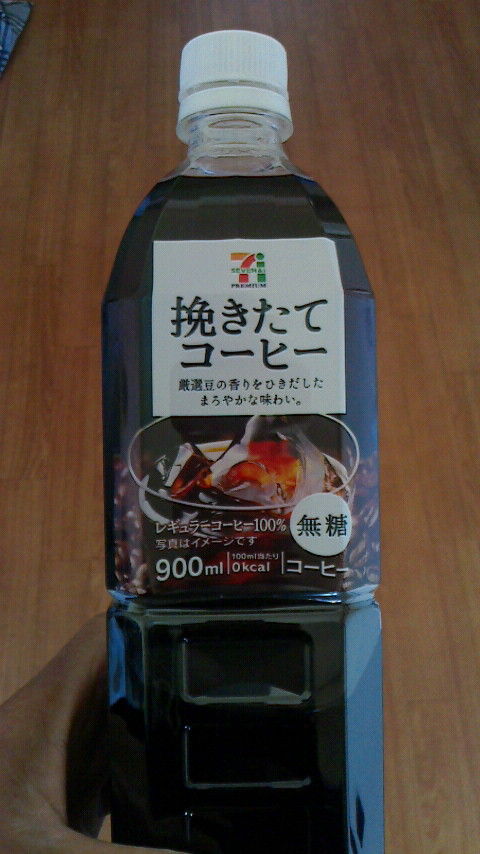 SEVEN&i
PREMIUM
挽きたて
コーヒー
厳選豆の香りをひきだした
まろやかな味わい。
レギュラーコーヒー100%
写真はイメージです
無糖
900ml
100ml当たり
0kcal
コーヒー